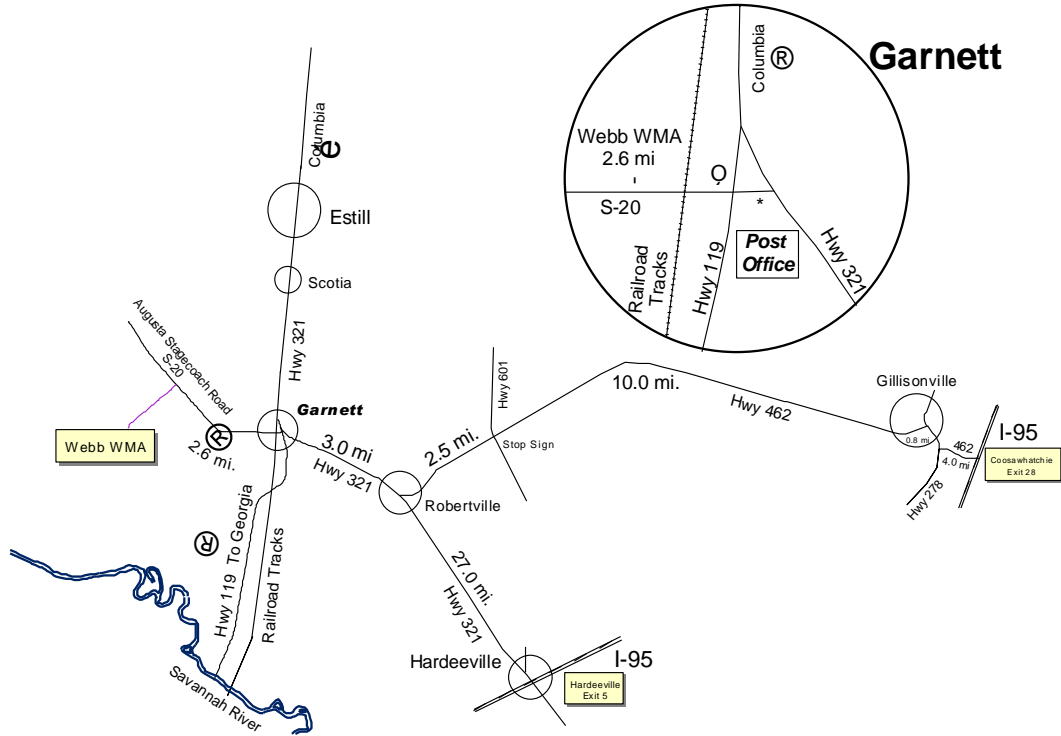 Garnett
Columbia
®
Webb WMA
2.6 mi
S-20
Railroad
Tracks
Hwy 119
*
Post
Office
Hwy 321
Columbia
e
Estill
Scotia
Hwy 321
Augusta Stagecoach Road
S-20
Webb WMA
®
2.6 mi.
Garnett
3.0 mi
Hwy 321
Robertville
2.5 mi.
Hwy 601
Stop Sign
10.0 mi.
Hwy 462
Gillisonville
0.8 mi
462
4.0 mi
I-95
Coosawhatchie
Exit 28
Hwy 278
®
Hwy 119 To Georgia
Railroad Tracks
Savannah River
27.0 mi.
Hwy 321
Hardeeville
I-95
Hardeeville
Exit 5